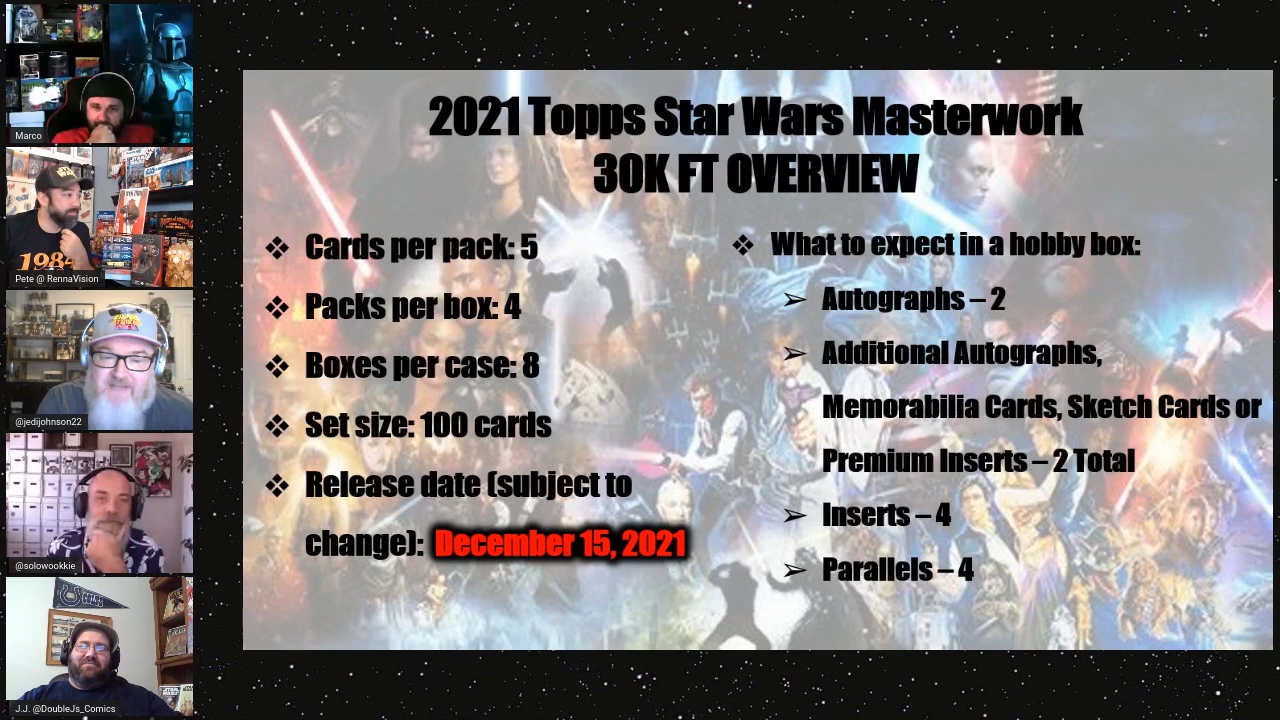 2021 Topps Star Wars Masterwork
30K FT OVERVIEW
❖ Cards per pack: 5
❖ Packs per box: 4
❖ Boxes per case: 8
❖ Set size: 100 cards
❖ Release date (subject to
change): December 15, 2021
❖ What to expect in a hobby box:
➢ Autographs – 2
➢ Additional Autographs,
Memorabilia Cards, Sketch Cards or
Premium Inserts – 2 Total
➢ Inserts – 4
➢ Parallels – 4
Marco
1984
Pete @ RennaVision
@jedijohnson22
@solowookkie
COLTS
J.J. @DoubleJs_Comics